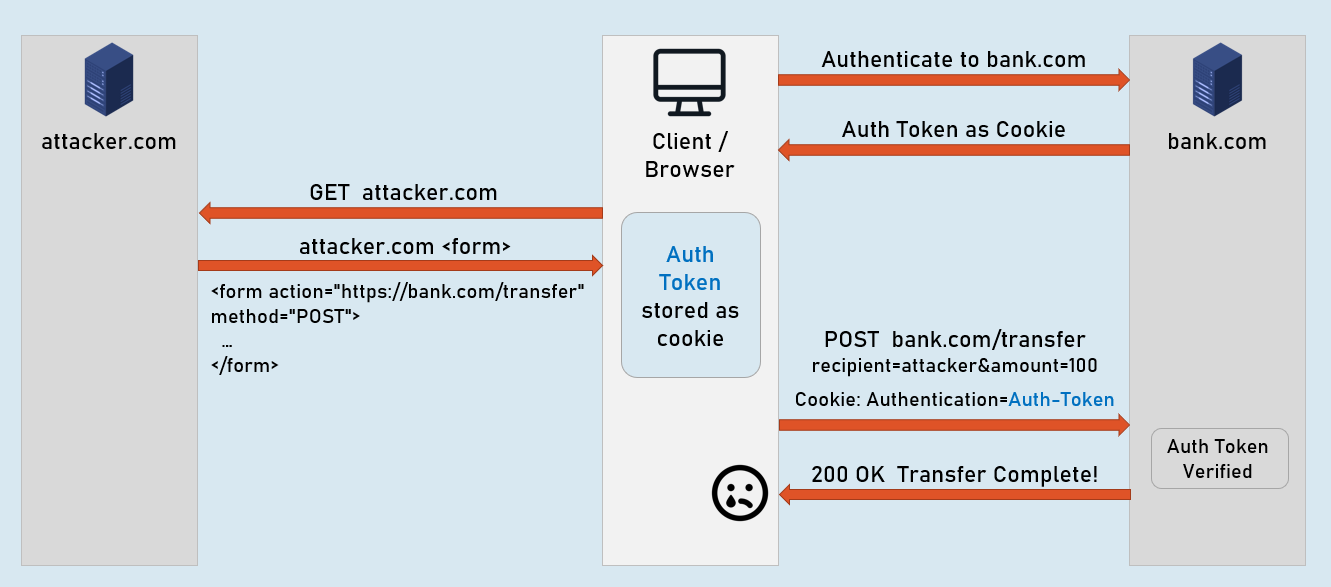 attacker.com
Client /
Browser
bank.com
Authenticate to bank.com
Auth Token as Cookie
GET  attacker.com
attacker.com <form>
<form action="https://bank.com/transfer"
method="POST">
...
</form>
Auth
Token
stored as
cookie
POST  bank.com/transfer
recipient=attacker&amount=100
Cookie: Authentication=Auth-Token
Auth Token
Verified
200 OK  Transfer Complete!